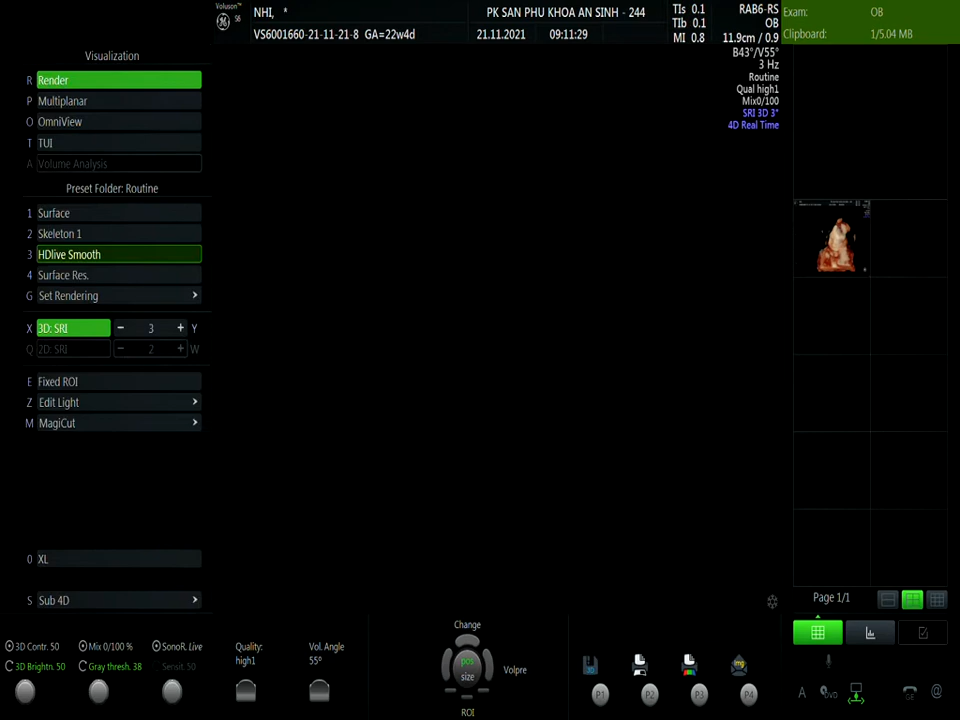 Voluson™
S6
NHI, *
PK SAN PHU KHOA AN SINH - 244
VS6001660-21-11-21-8 GA=22w4d
21.11.2021
09:11:29
TIs 0.1
TIb 0.1
MI 0.8
RAB6-RS
OB
11.9cm / 0.9
B43°/V55°
3 Hz
Routine
Qual high1
Mix0/100
SRI 3D 3°
4D Real Time
Exam: OB
Clipboard: 1/5.04 MB
Visualization
R Render
P Multiplanar
O OmniView
T TUI
A Volume Analysis
Preset Folder: Routine
1 Surface
2 Skeleton 1
3 HDlive Smooth
4 Surface Res.
G Set Rendering >
X 3D: SRI − 3 + Y
Q 2D: SRI − 2 + W
E Fixed ROI
Z Edit Light >
M MagiCut >
0 XL
S Sub 4D >
3D Contr. 50
3D Brightn. 50
Mix 0/100 %
Gray thresh. 38
SonoR. Live
Sensit. 50
Quality:
high1
Vol. Angle
55°
Change
pos
size
Volpre
ROI
P1
P2
P3
P4
3D
img
Page 1/1
A
DVD
GE
@